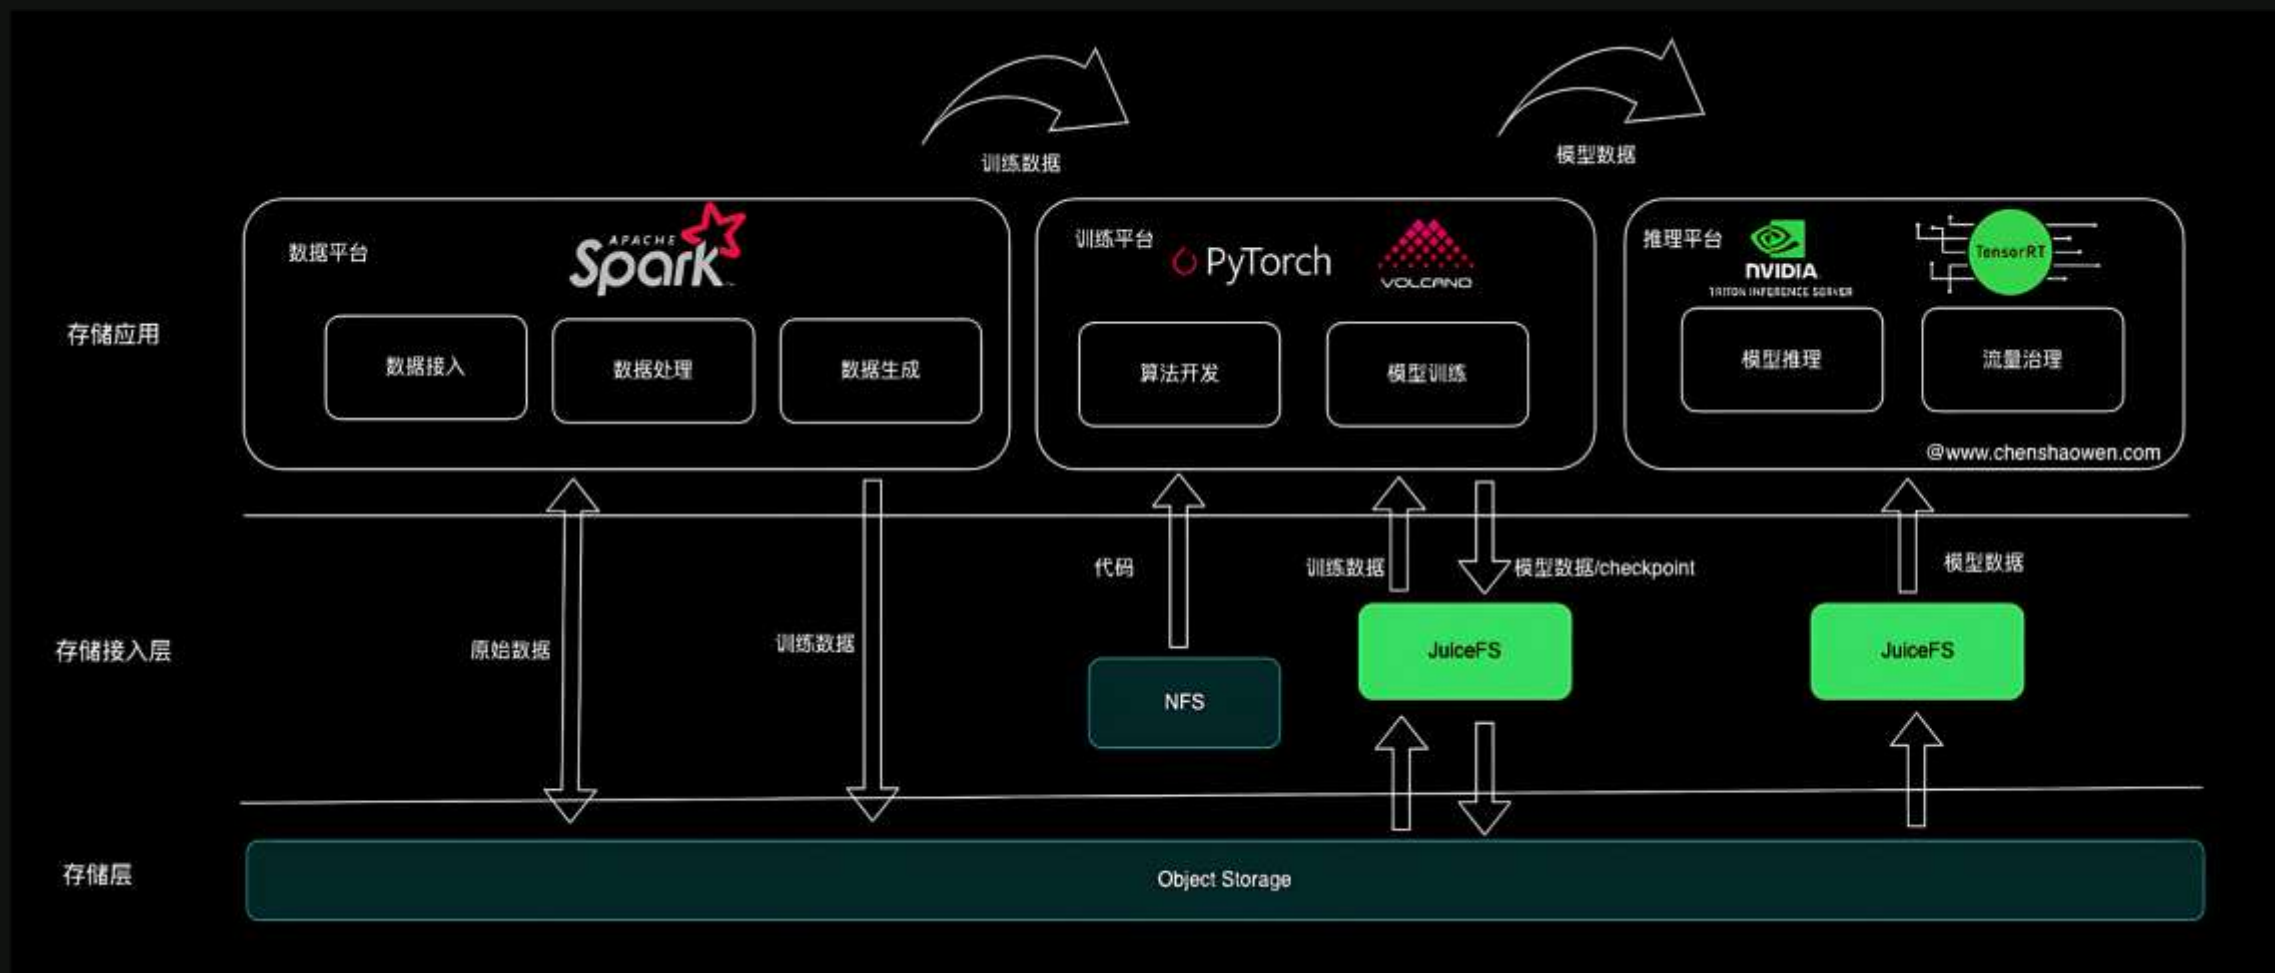 训练数据
模型数据
数据平台
APACHE
Spark
训练平台
PyTorch
VOLCANO
推理平台
NVIDIA
TRITON INFERENCE SERVER
TensorRT
存储应用
数据接入
数据处理
数据生成
算法开发
模型训练
模型推理
流量治理
@www.chenshaowen.com
存储接入层
原始数据
训练数据
代码
训练数据
模型数据/checkpoint
模型数据
NFS
JuiceFS
JuiceFS
存储层
Object Storage